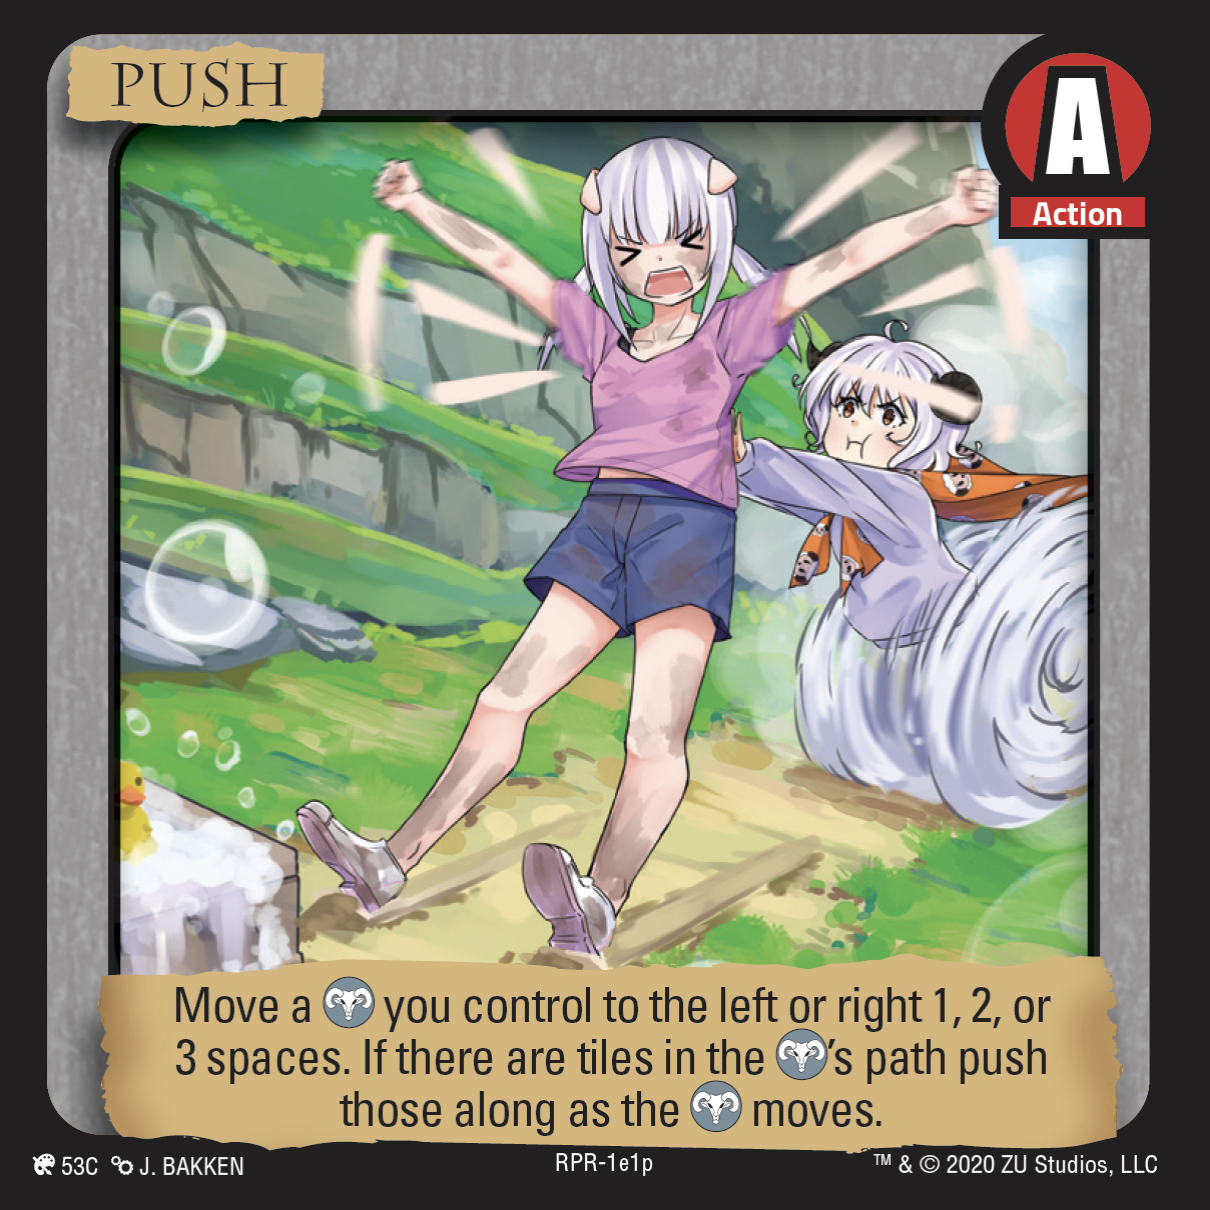 PUSH
A
Action
Move a you control to the left or right 1, 2, or
3 spaces. If there are tiles in the 's path push
those along as the moves.
53C J. BAKKEN
RPR-1e1p
TM & © 2020 ZU Studios, LLC